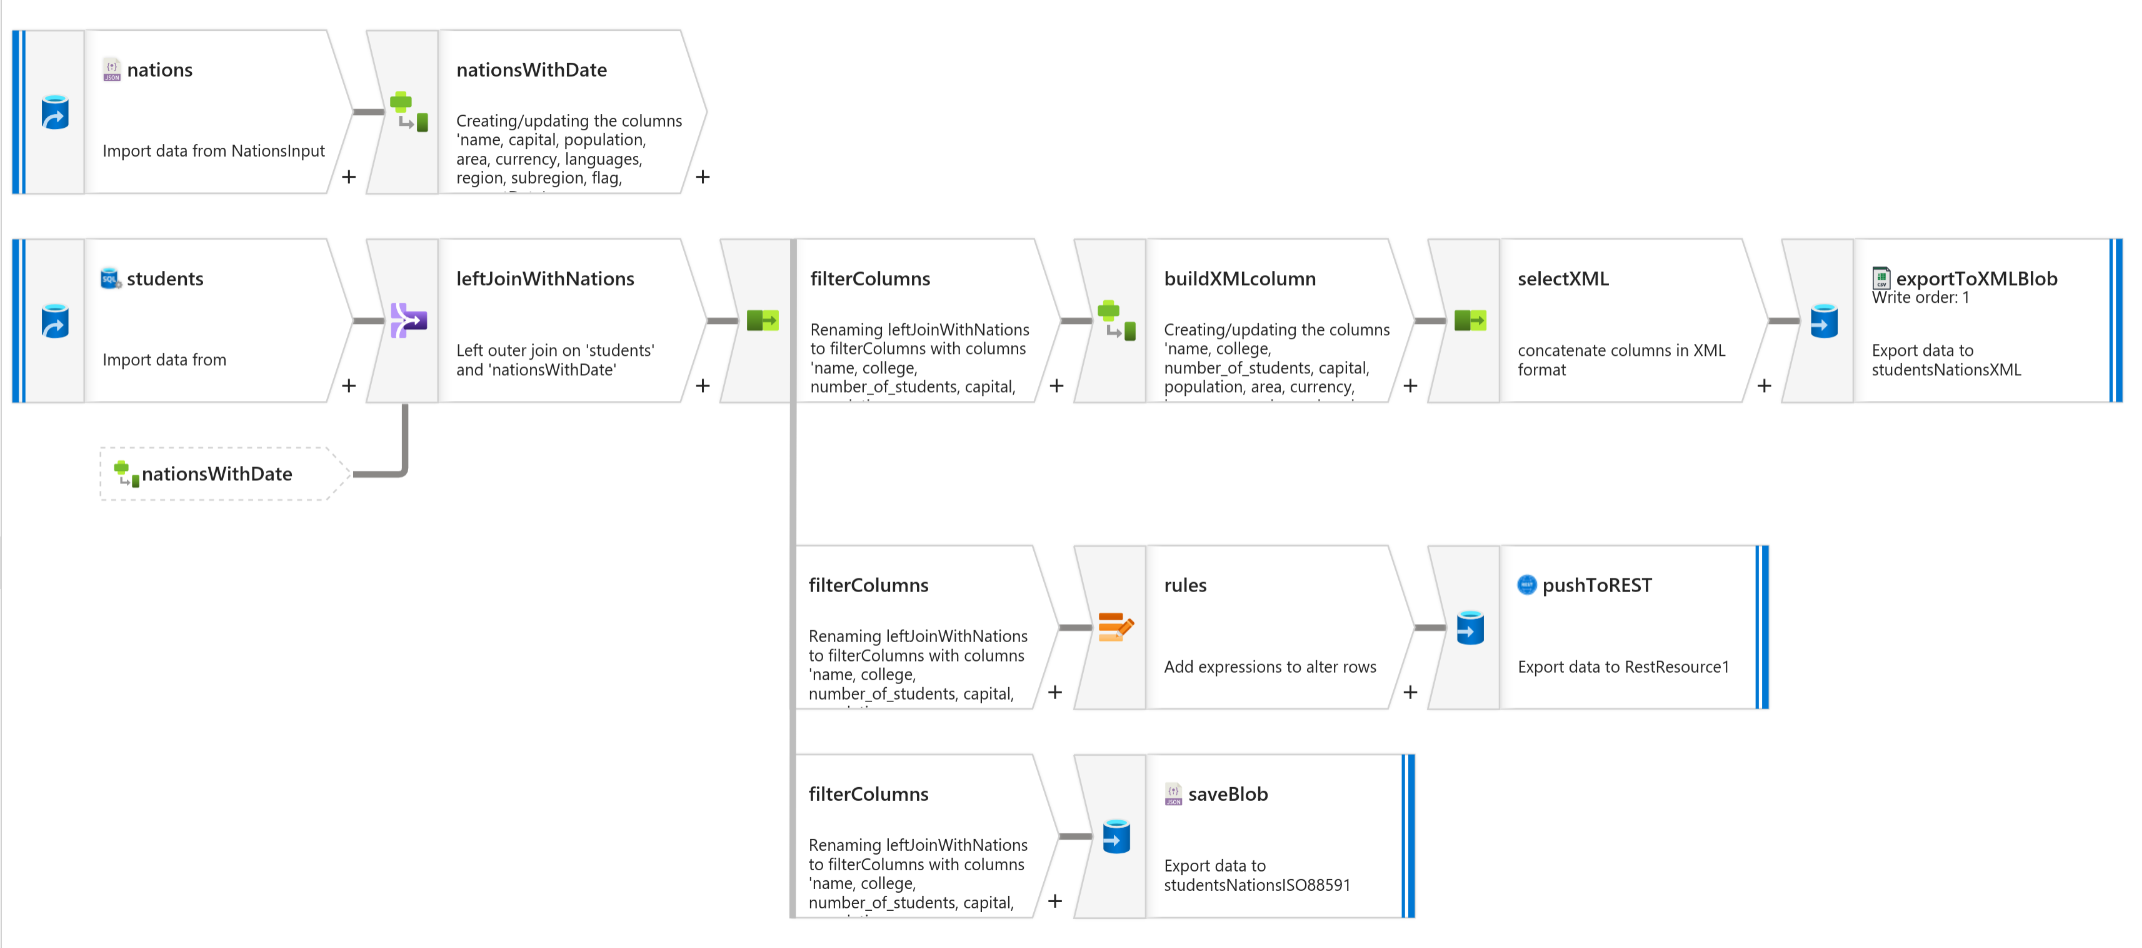 nations
Import data from NationsInput
+
nationsWithDate
Creating/updating the columns
'name, capital, population,
area, currency, languages,
region, subregion, flag,
+
students
Import data from
+
leftJoinWithNations
Left outer join on 'students'
and 'nationsWithDate'
+
filterColumns
Renaming leftJoinWithNations
to filterColumns with columns
'name, college,
number_of_students, capital,
+
buildXMLcolumn
Creating/updating the columns
'name, college,
number_of_students, capital,
population, area, currency,
+
selectXML
concatenate columns in XML
format
+
exportToXMLBlob
Write order: 1
Export data to
studentsNationsXML
nationsWithDate
filterColumns
Renaming leftJoinWithNations
to filterColumns with columns
'name, college,
number_of_students, capital,
+
rules
Add expressions to alter rows
+
pushToREST
Export data to RestResource1
filterColumns
Renaming leftJoinWithNations
to filterColumns with columns
'name, college,
number_of_students, capital,
+
saveBlob
Export data to
studentsNationsISO88591